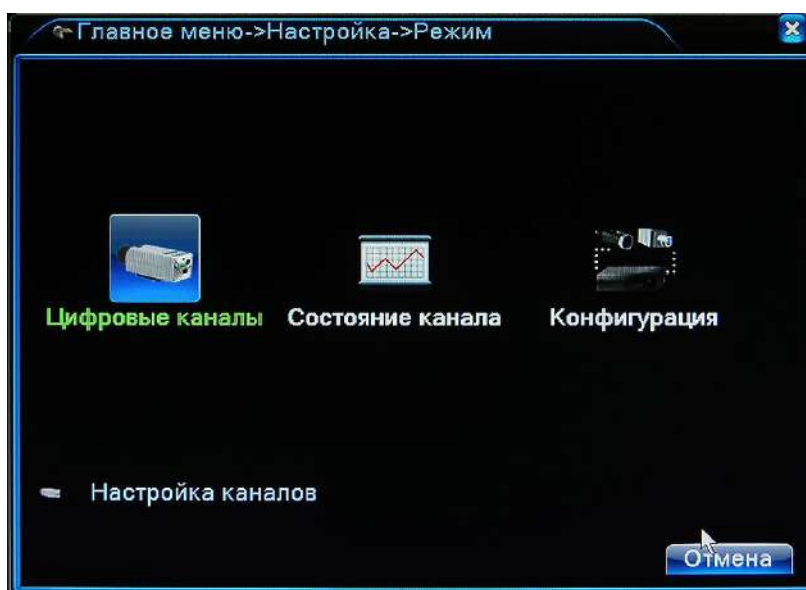 Главное меню->Настройка->Режим
Цифровые каналы
Состояние канала
Конфигурация
Настройка каналов
Отмена